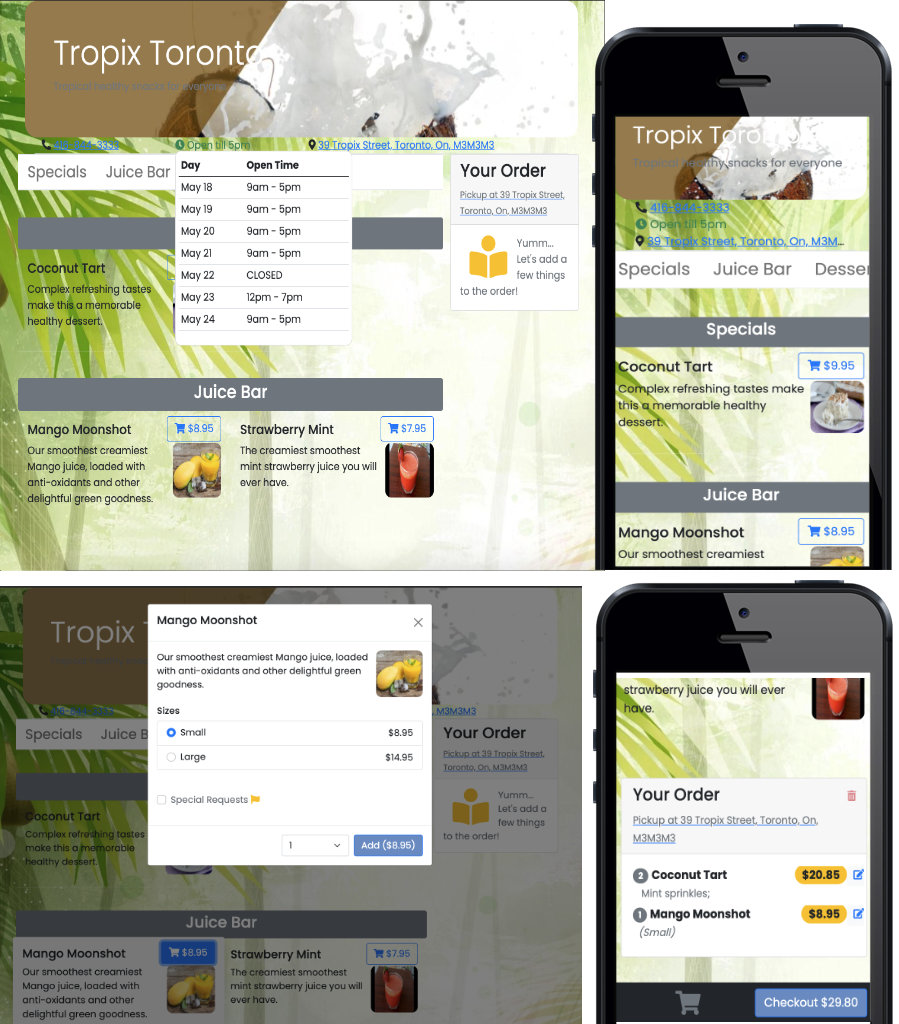 Tropix Toronto
Tropical healthy snacks for everyone
416-844-3333
Open till 5pm
39 Tropix Street, Toronto, On, M3M3M3
Specials
Juice Bar
Day Open Time
May 18 9am - 5pm
May 19 9am - 5pm
May 20 9am - 5pm
May 21 9am - 5pm
May 22 CLOSED
May 23 12pm - 7pm
May 24 9am - 5pm
Your Order
Pickup at 39 Tropix Street,
Toronto, On, M3M3M3
Yumm...
Let's add a
few things
to the order!
Coconut Tart
Complex refreshing tastes
make this a memorable
healthy dessert.
Juice Bar
Mango Moonshot
$8.95
Our smoothest creamiest
Mango juice, loaded with
anti-oxidants and other
delightful green goodness.
Strawberry Mint
$7.95
The creamiest smoothest
mint strawberry juice you will
ever have.
Tropix Toronto
Tropical healthy snacks for everyone
416-844-3333
Open till 5pm
39 Tropix Street, Toronto, On, M3M...
Specials Juice Bar Desser
Specials
Coconut Tart
$9.95
Complex refreshing tastes make
this a memorable healthy
dessert.
Juice Bar
Mango Moonshot
$8.95
Our smoothest creamiest
Tropix T
M3M3M3
Specials
Juice B
Mango Moonshot
Our smoothest creamiest Mango juice, loaded
with anti-oxidants and other delightful green
goodness.
Sizes
Small $8.95
Large $14.95
Special Requests
1
Add ($8.95)
Your Order
Pickup at 39 Tropix Street,
Toronto, On, M3M3M3
Yumm...
Let's add a
few things
to the order!
Coconut Tart
Complex refreshing tastes
make this a memorable
healthy dessert.
Juice Bar
Mango Moonshot
$8.95
Our smoothest creamiest
Mango juice, loaded with
anti-oxidants and other
delightful green goodness.
Strawberry Mint
$7.95
The creamiest smoothest
mint strawberry juice you will
ever have.
strawberry juice you will ever
have.
Your Order
Pickup at 39 Tropix Street, Toronto, On,
M3M3M3
2 Coconut Tart $20.85
Mint sprinkles;
1 Mango Moonshot $8.95
(Small)
Checkout $29.80